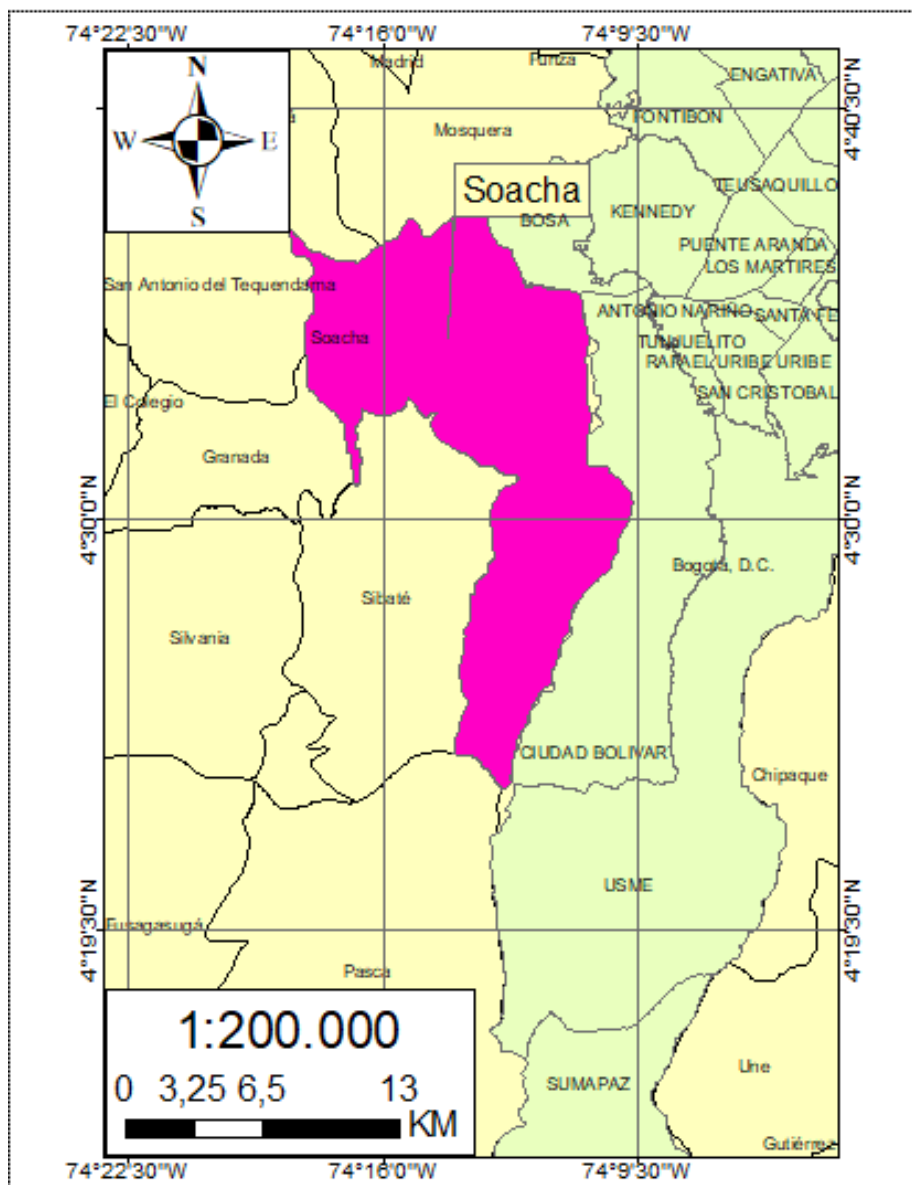 74°22'30"W 74°16'0"W 74°9'30"W
N
W E
S
Madrid
Funza
ENGATIVA
4°40'30"N
FONTIBON
Mosquera
TEUSAQUILLO
Soacha
BOSA
KENNEDY
PUENTE ARANDA
LOS MARTIRES
San Antonio del Tequendama
ANTONIO NARIÑO
SANTA FE
Soacha
TUNJUELITO
RAFAEL URIBE URIBE
SAN CRISTOBAL
El Colegio
Granada
4°30'0"N
4°30'0"N
Bogotá, D.C.
Sibaté
Silvania
CIUDAD BOLIVAR
Chipaque
USME
Fusagasugá
4°19'30"N
4°19'30"N
Pasca
1:200.000
0 3,25 6,5 13
KM
Une
SUMAPAZ
Gutiérrez
74°22'30"W 74°16'0"W 74°9'30"W